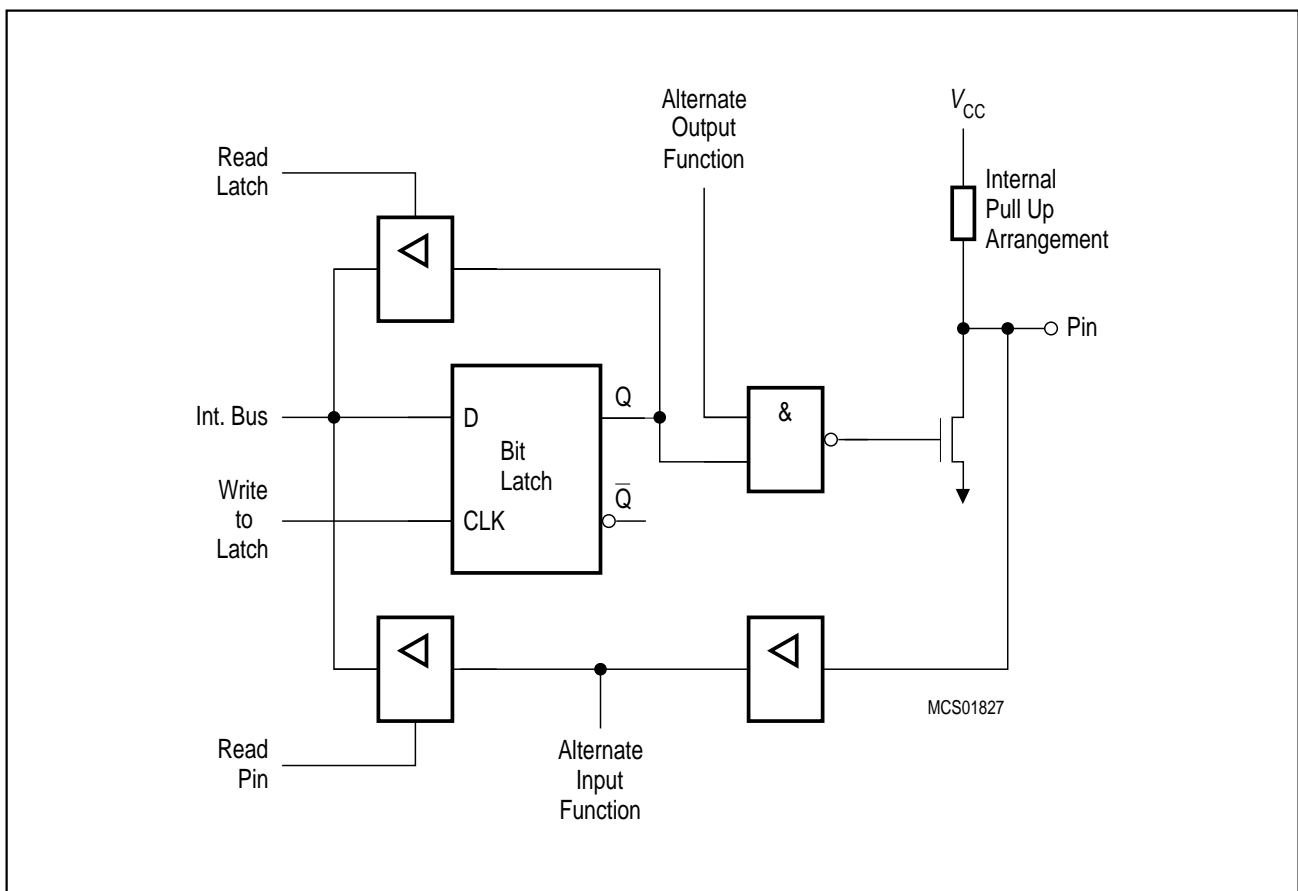 Alternate
Output
Function
V
CC
Read
Latch
Internal
Pull Up
Arrangement
Pin
Int. Bus
D
Q
&
Bit
Latch
Q̅
Write
to
Latch
CLK
MCS01827
Read
Pin
Alternate
Input
Function